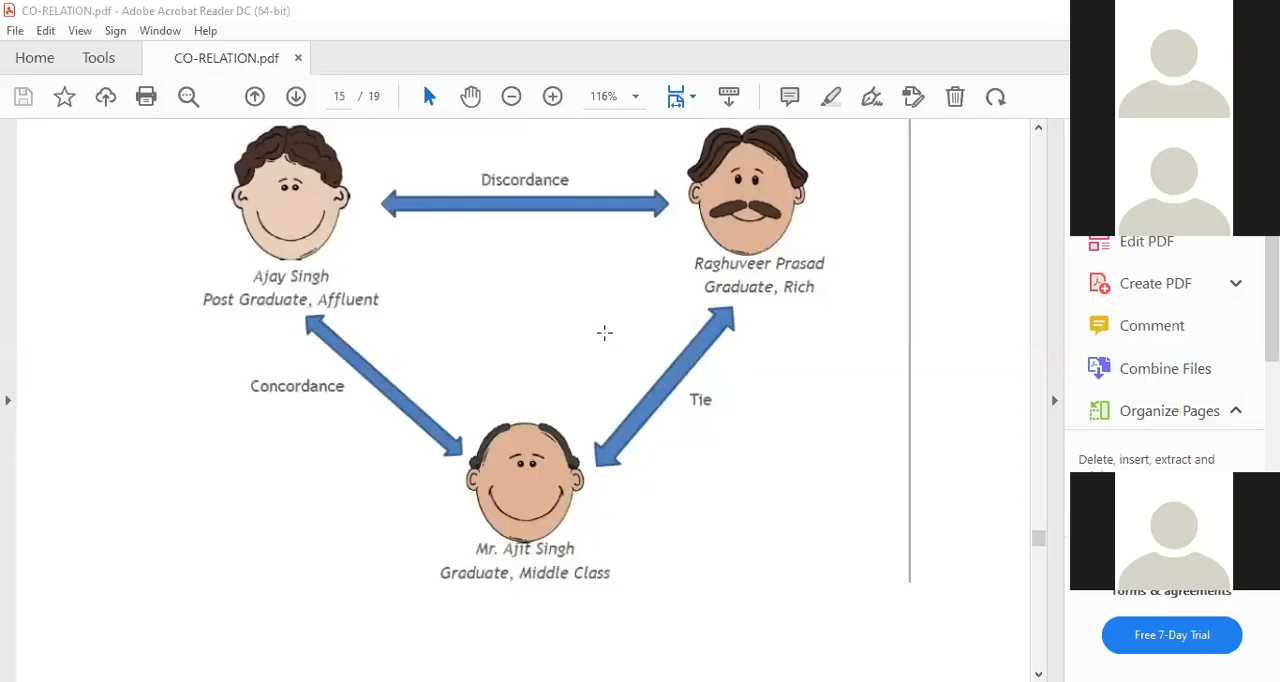 CO-RELATION.pdf - Adobe Acrobat Reader DC (64-bit)
File Edit View Sign Window Help
Home Tools CO-RELATION.pdf ×
15 / 19 116%
Discordance
Ajay Singh
Post Graduate, Affluent
Raghuveer Prasad
Graduate, Rich
Concordance
Tie
Mr. Ajit Singh
Graduate, Middle Class
Edit PDF
Create PDF
Comment
Combine Files
Organize Pages
Delete, insert, extract and
Terms & agreements
Free 7-Day Trial